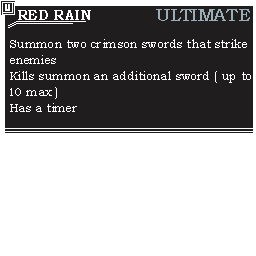 U
RED RAIN
ULTIMATE
Summon two crimson swords that strike
enemies
Kills summon an additional sword ( up to
10 max )
Has a timer